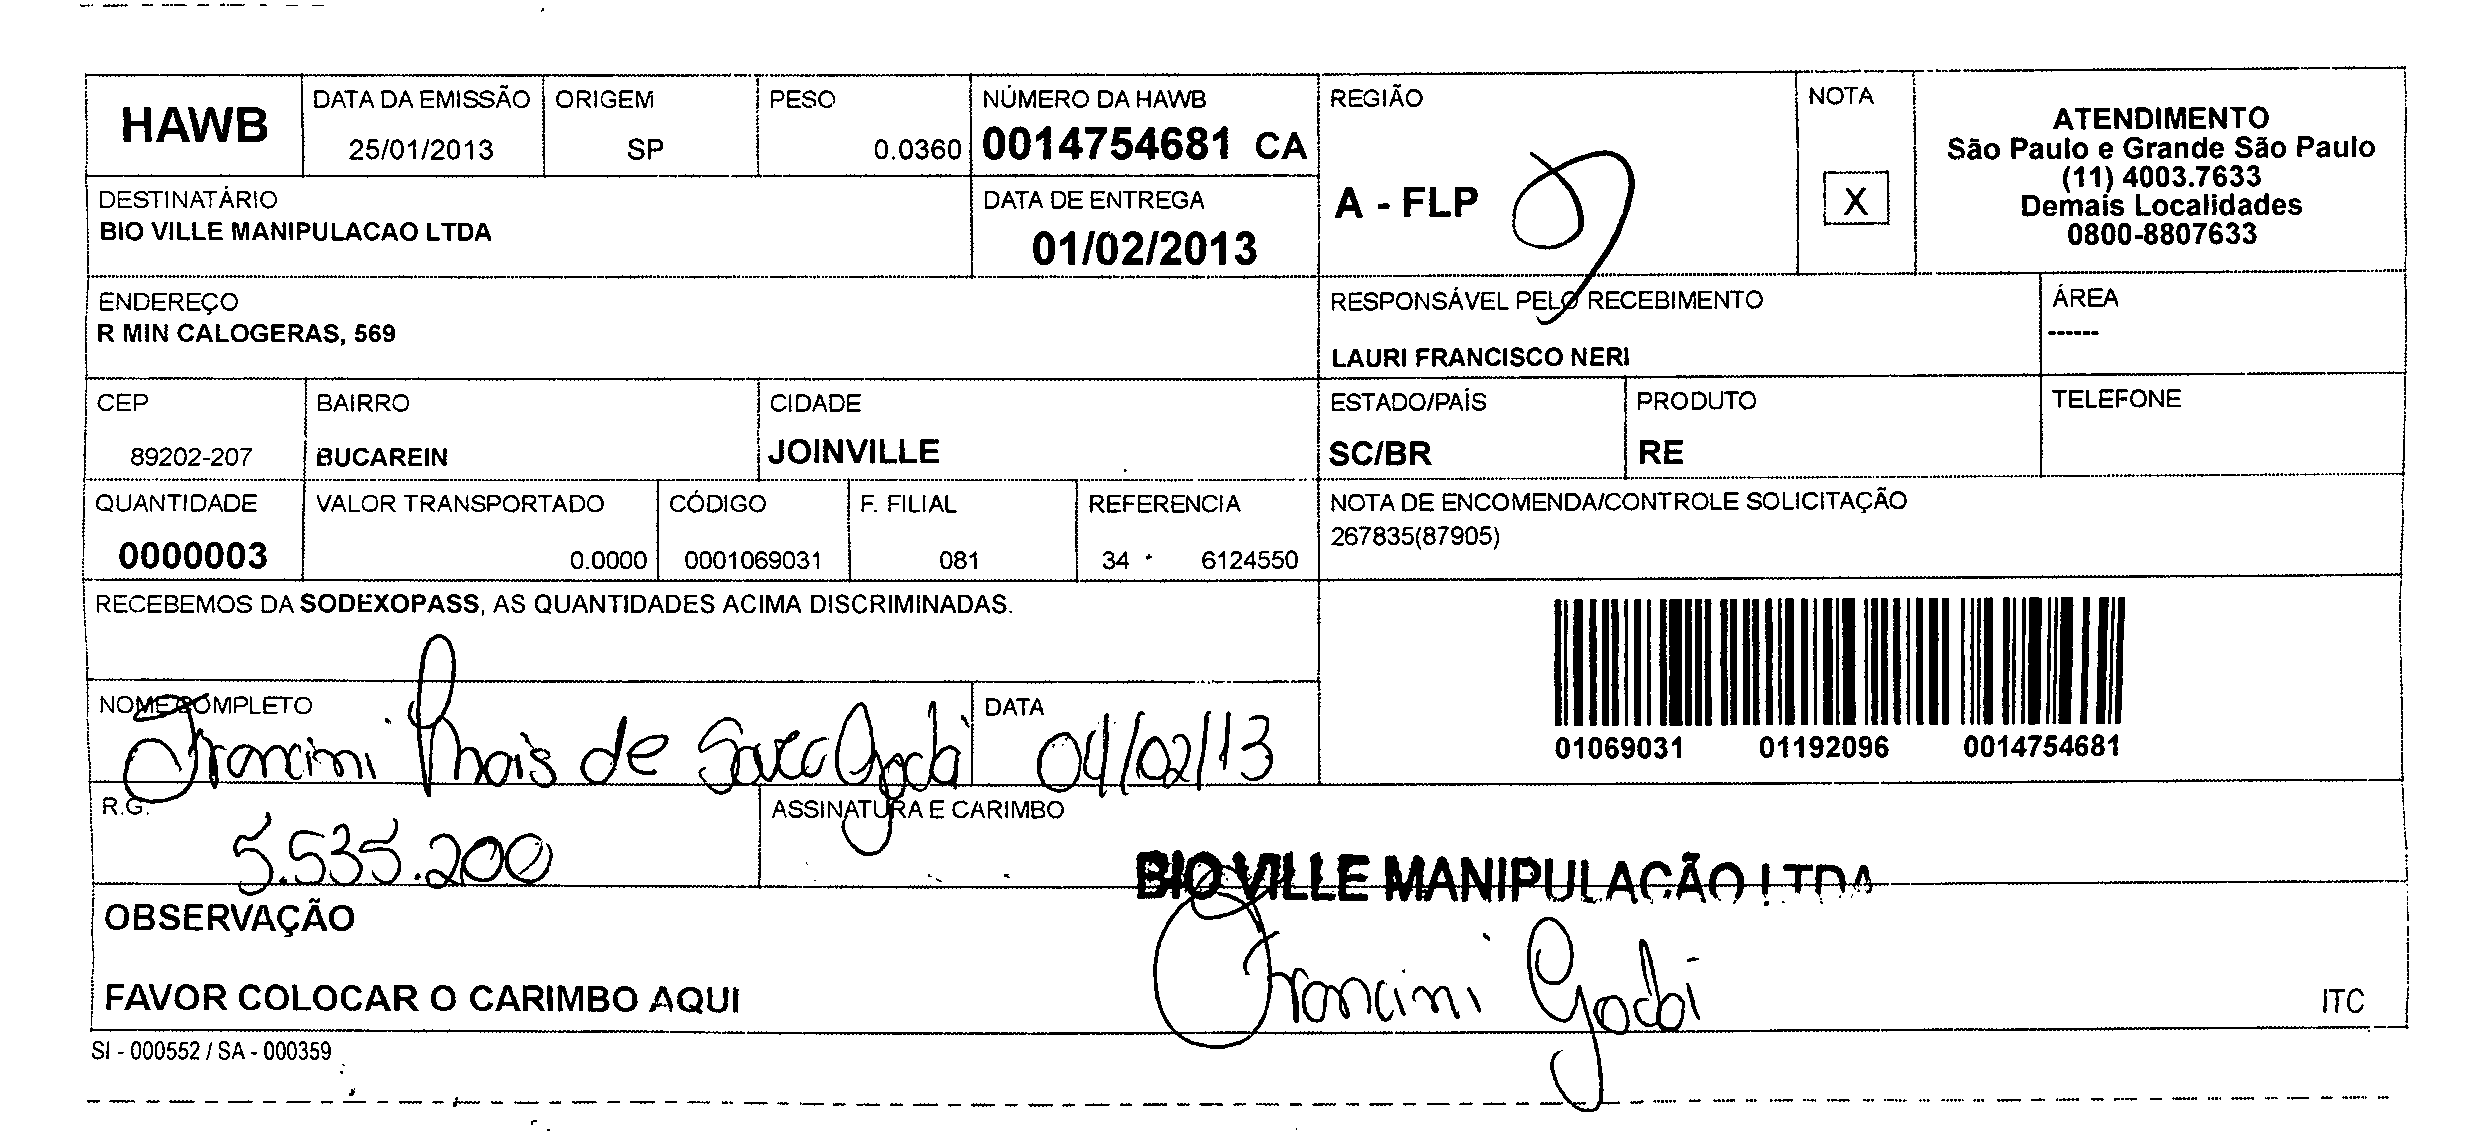 HAWB
DATA DA EMISSÃO
25/01/2013
ORIGEM
SP
PESO
0.0360
NÚMERO DA HAWB
0014754681 CA
REGIÃO
A - FLP
NOTA
X
ATENDIMENTO
São Paulo e Grande São Paulo
(11) 4003.7633
Demais Localidades
0800-8807633
DESTINATÁRIO
BIO VILLE MANIPULACAO LTDA
DATA DE ENTREGA
01/02/2013
ENDEREÇO
R MIN CALOGERAS, 569
RESPONSÁVEL PELO RECEBIMENTO
LAURI FRANCISCO NERI
ÁREA
------
CEP
89202-207
BAIRRO
BUCAREIN
CIDADE
JOINVILLE
ESTADO/PAÍS
SC/BR
PRODUTO
RE
TELEFONE
QUANTIDADE
0000003
VALOR TRANSPORTADO
0.0000
CÓDIGO
0001069031
F. FILIAL
081
REFERENCIA
34 * 6124550
NOTA DE ENCOMENDA/CONTROLE SOLICITAÇÃO
267835(87905)
RECEBEMOS DA SODEXOPASS, AS QUANTIDADES ACIMA DISCRIMINADAS.
01069031 01192096 0014754681
NOME COMPLETO
Francini Thais de Godoi
DATA
04/02/13
R.G.
5.535.200
ASSINATURA E CARIMBO
BIO VILLE MANIPULAÇÃO LTDA
Francini Godoi
OBSERVAÇÃO
FAVOR COLOCAR O CARIMBO AQUI
ITC
SI - 000552 / SA - 000359